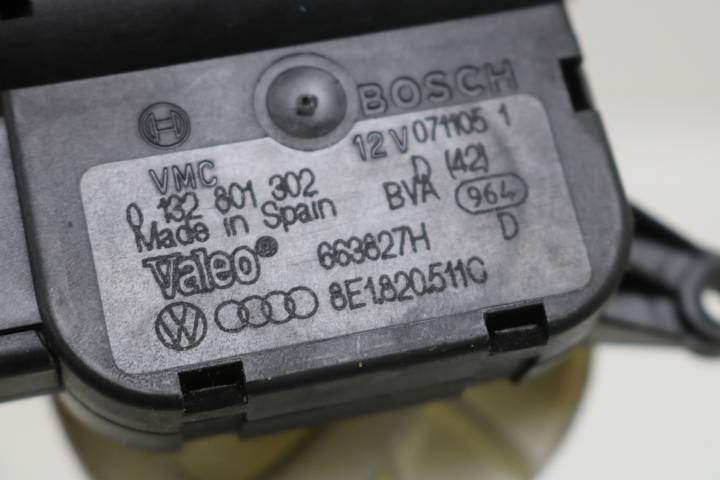 BOSCH
12 V 071105 1
VMC
D (42)
0 132 801 302
BVA 964
Made in Spain
D
Valeo® 663827H
8E1.820.511C